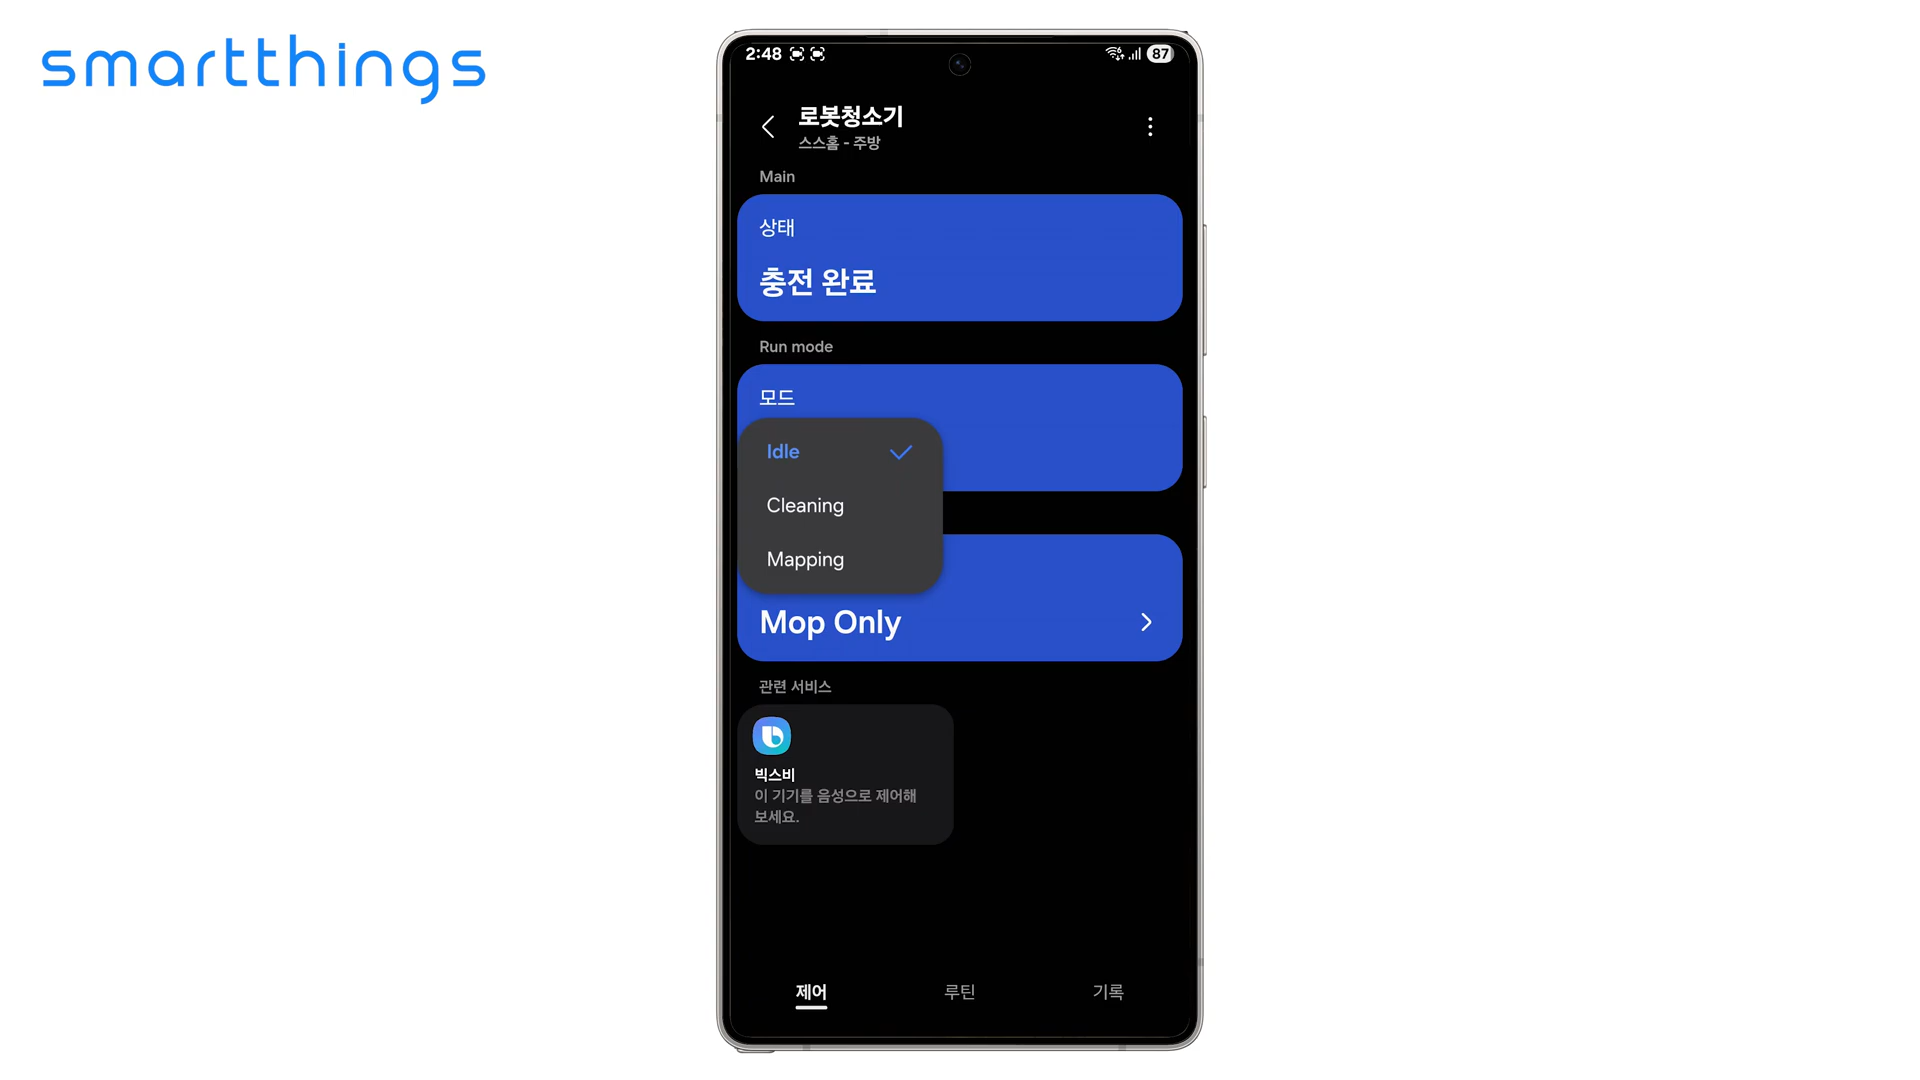 smartthings
2:48
87
로봇청소기
스스홈 - 주방
Main
상태
충전 완료
Run mode
모드
Idle
Cleaning
Mapping
Mop Only
관련 서비스
빅스비
이 기기를 음성으로 제어해
보세요.
제어
루틴
기록